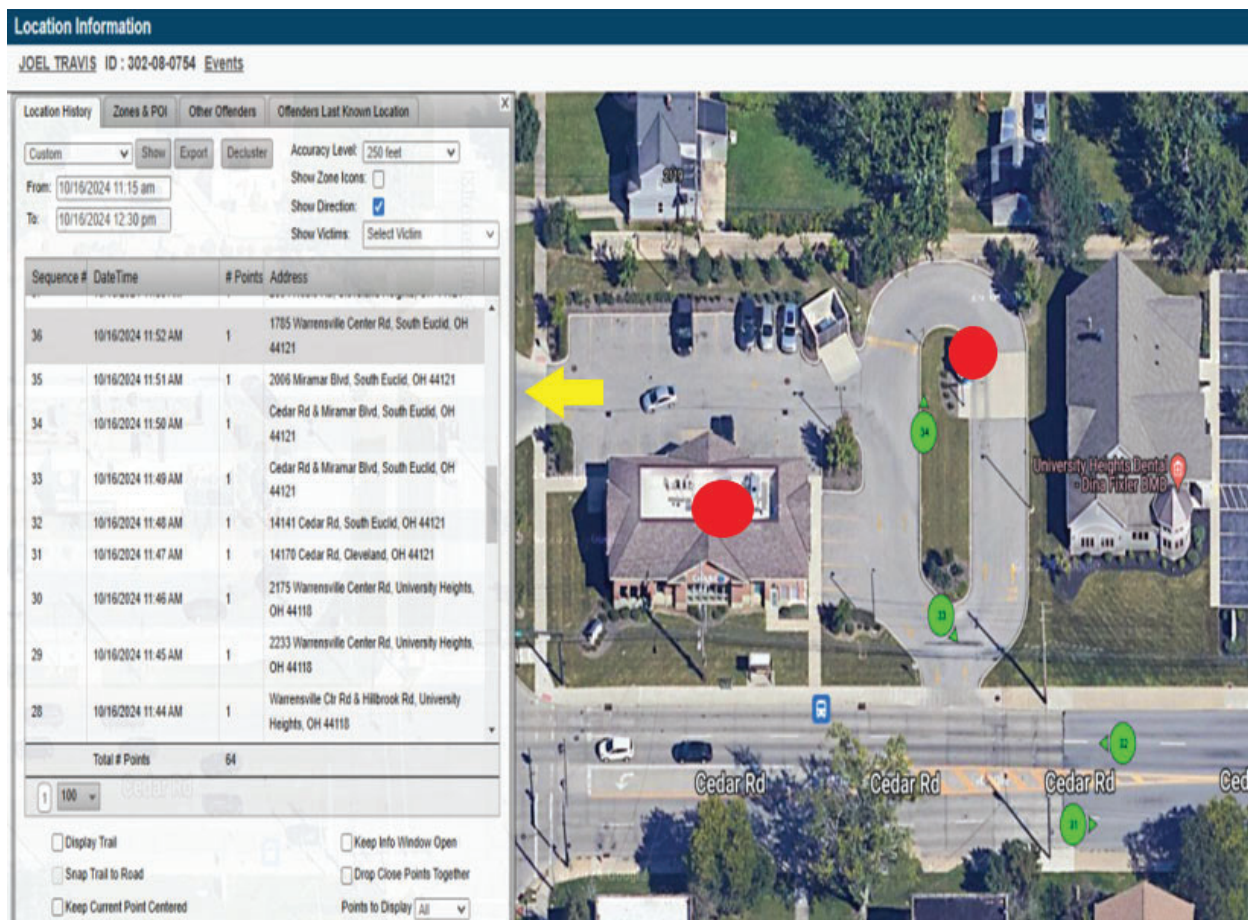 Location Information
JOEL TRAVIS ID : 302-08-0754 Events
Location History Zones & POI Other Offenders Offenders Last Known Location X
Custom Show Export Decluster Accuracy Level: 250 feet
Show Zone Icons:
From: 10/16/2024 11:15 am
Show Direction:
To: 10/16/2024 12:30 pm
Show Victims: Select Victim
Sequence # DateTime # Points Address
36 10/16/2024 11:52 AM 1 1785 Warrensville Center Rd, South Euclid, OH
44121
35 10/16/2024 11:51 AM 1 2006 Miramar Blvd, South Euclid, OH 44121
34 10/16/2024 11:50 AM 1 Cedar Rd & Miramar Blvd, South Euclid, OH
44121
33 10/16/2024 11:49 AM 1 Cedar Rd & Miramar Blvd, South Euclid, OH
44121
32 10/16/2024 11:48 AM 1 14141 Cedar Rd, South Euclid, OH 44121
31 10/16/2024 11:47 AM 1 14170 Cedar Rd, Cleveland, OH 44121
30 10/16/2024 11:46 AM 1 2175 Warrensville Center Rd, University Heights,
OH 44118
29 10/16/2024 11:45 AM 1 2233 Warrensville Center Rd, University Heights,
OH 44118
28 10/16/2024 11:44 AM 1 Warrensville Ctr Rd & Hillbrook Rd, University
Heights, OH 44118
Total # Points 64
1 100
Display Trail Keep Info Window Open
Snap Trail to Road Drop Close Points Together
Keep Current Point Centered Points to Display All
34
University Heights Dental
- Dina Fixler DMD
33
32
Cedar Rd Cedar Rd Cedar Rd Ced
31
Cedar Rd